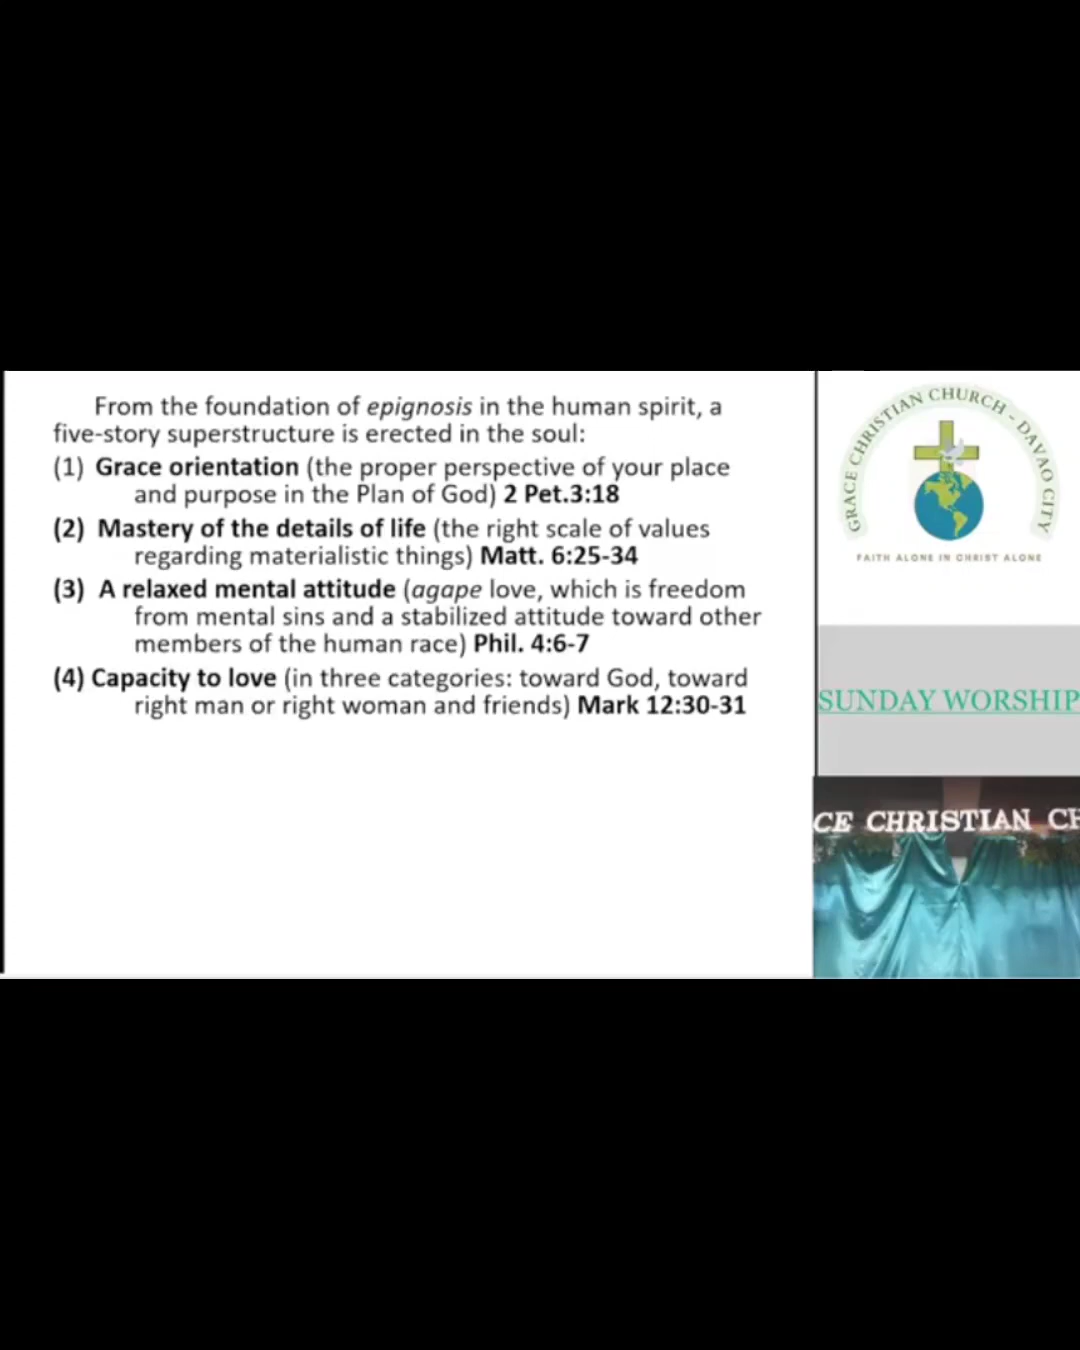 From the foundation of epignosis in the human spirit, a
five-story superstructure is erected in the soul:
(1) Grace orientation (the proper perspective of your place
and purpose in the Plan of God) 2 Pet.3:18
(2) Mastery of the details of life (the right scale of values
regarding materialistic things) Matt. 6:25-34
(3) A relaxed mental attitude (agape love, which is freedom
from mental sins and a stabilized attitude toward other
members of the human race) Phil. 4:6-7
(4) Capacity to love (in three categories: toward God, toward
right man or right woman and friends) Mark 12:30-31
GRACE CHRISTIAN CHURCH - DAVAO CITY
FAITH ALONE IN CHRIST ALONE
SUNDAY WORSHIP
CE CHRISTIAN CH